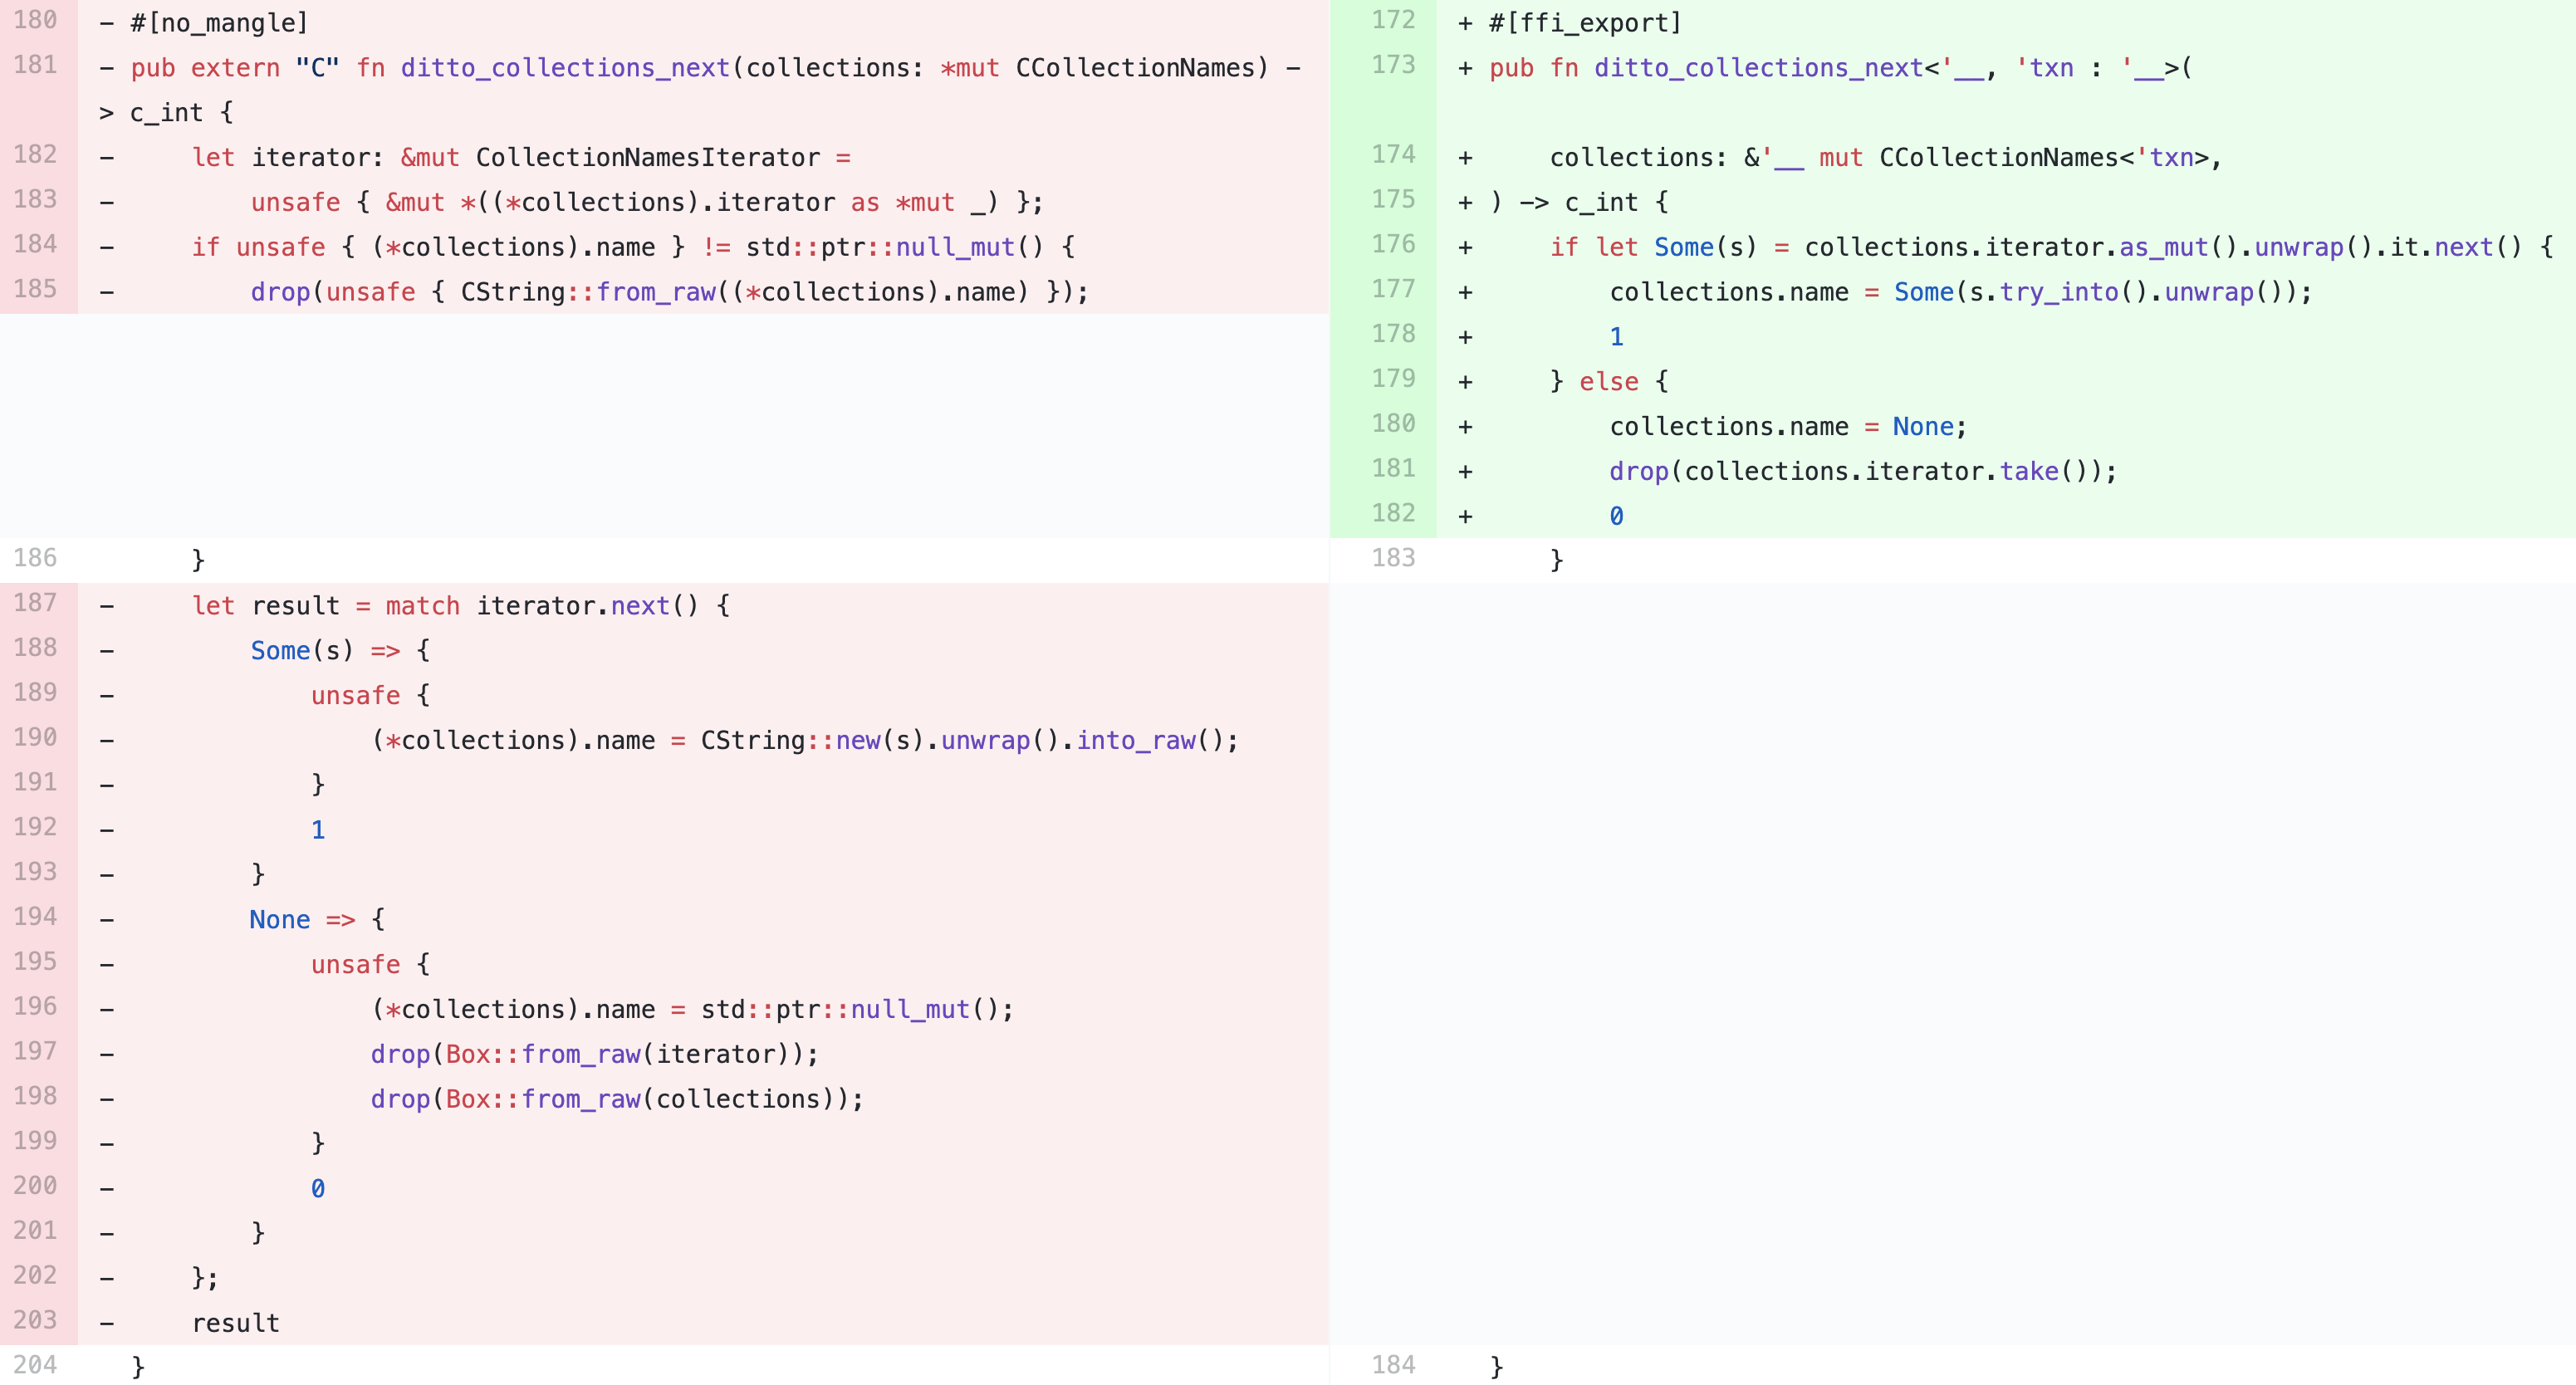 180 - #[no_mangle]
181 - pub extern "C" fn ditto_collections_next(collections: *mut CCollectionNames) -
> c_int {
182 -     let iterator: &mut CollectionNamesIterator =
183 -         unsafe { &mut *((*collections).iterator as *mut _) };
184 -     if unsafe { (*collections).name } != std::ptr::null_mut() {
185 -         drop(unsafe { CString::from_raw((*collections).name) });
186       }
187 -     let result = match iterator.next() {
188 -         Some(s) => {
189 -             unsafe {
190 -                 (*collections).name = CString::new(s).unwrap().into_raw();
191 -             }
192 -             1
193 -         }
194 -         None => {
195 -             unsafe {
196 -                 (*collections).name = std::ptr::null_mut();
197 -                 drop(Box::from_raw(iterator));
198 -                 drop(Box::from_raw(collections));
199 -             }
200 -             0
201 -         }
202 -     };
203 -     result
204   }
172 + #[ffi_export]
173 + pub fn ditto_collections_next<'__, 'txn : '__>(
174 +     collections: &'__ mut CCollectionNames<'txn>,
175 + ) -> c_int {
176 +     if let Some(s) = collections.iterator.as_mut().unwrap().it.next() {
177 +         collections.name = Some(s.try_into().unwrap());
178 +         1
179 +     } else {
180 +         collections.name = None;
181 +         drop(collections.iterator.take());
182 +         0
183       }
184   }